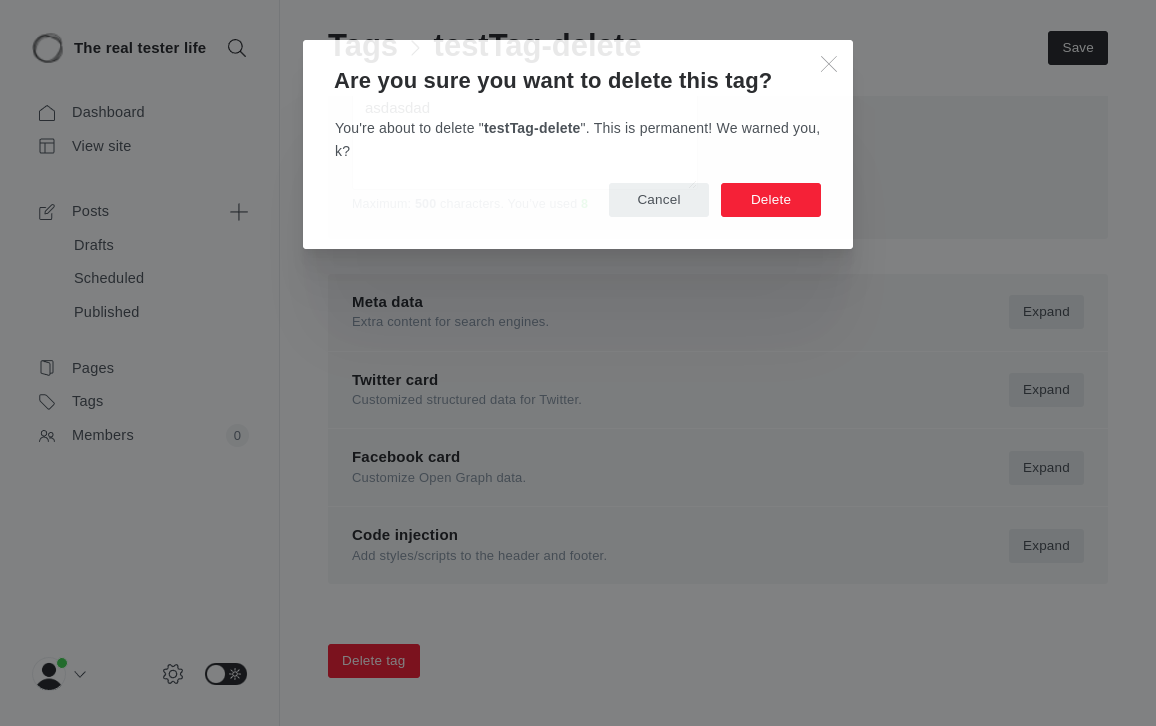 The real tester life
Dashboard
View site
Posts
Drafts
Scheduled
Published
Pages
Tags
Members
0
Tags
testTag-delete
Save
Are you sure you want to delete this tag?
asdasdad
You're about to delete "testTag-delete". This is permanent! We warned you,
k?
Cancel
Delete
Maximum: 500 characters. You've used 8
Meta data
Extra content for search engines.
Expand
Twitter card
Customized structured data for Twitter.
Expand
Facebook card
Customize Open Graph data.
Expand
Code injection
Add styles/scripts to the header and footer.
Expand
Delete tag